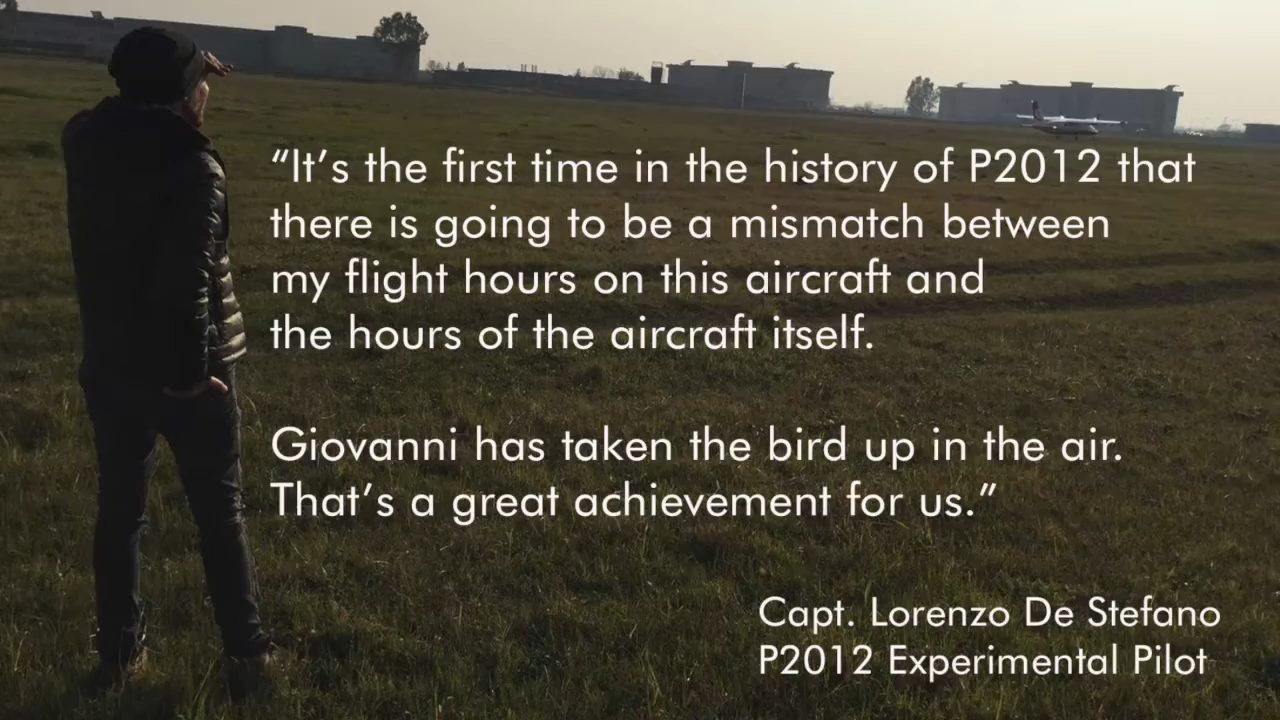 “It’s the first time in the history of P2012 that
there is going to be a mismatch between
my flight hours on this aircraft and
the hours of the aircraft itself.
Giovanni has taken the bird up in the air.
That’s a great achievement for us.”
Capt. Lorenzo De Stefano
P2012 Experimental Pilot